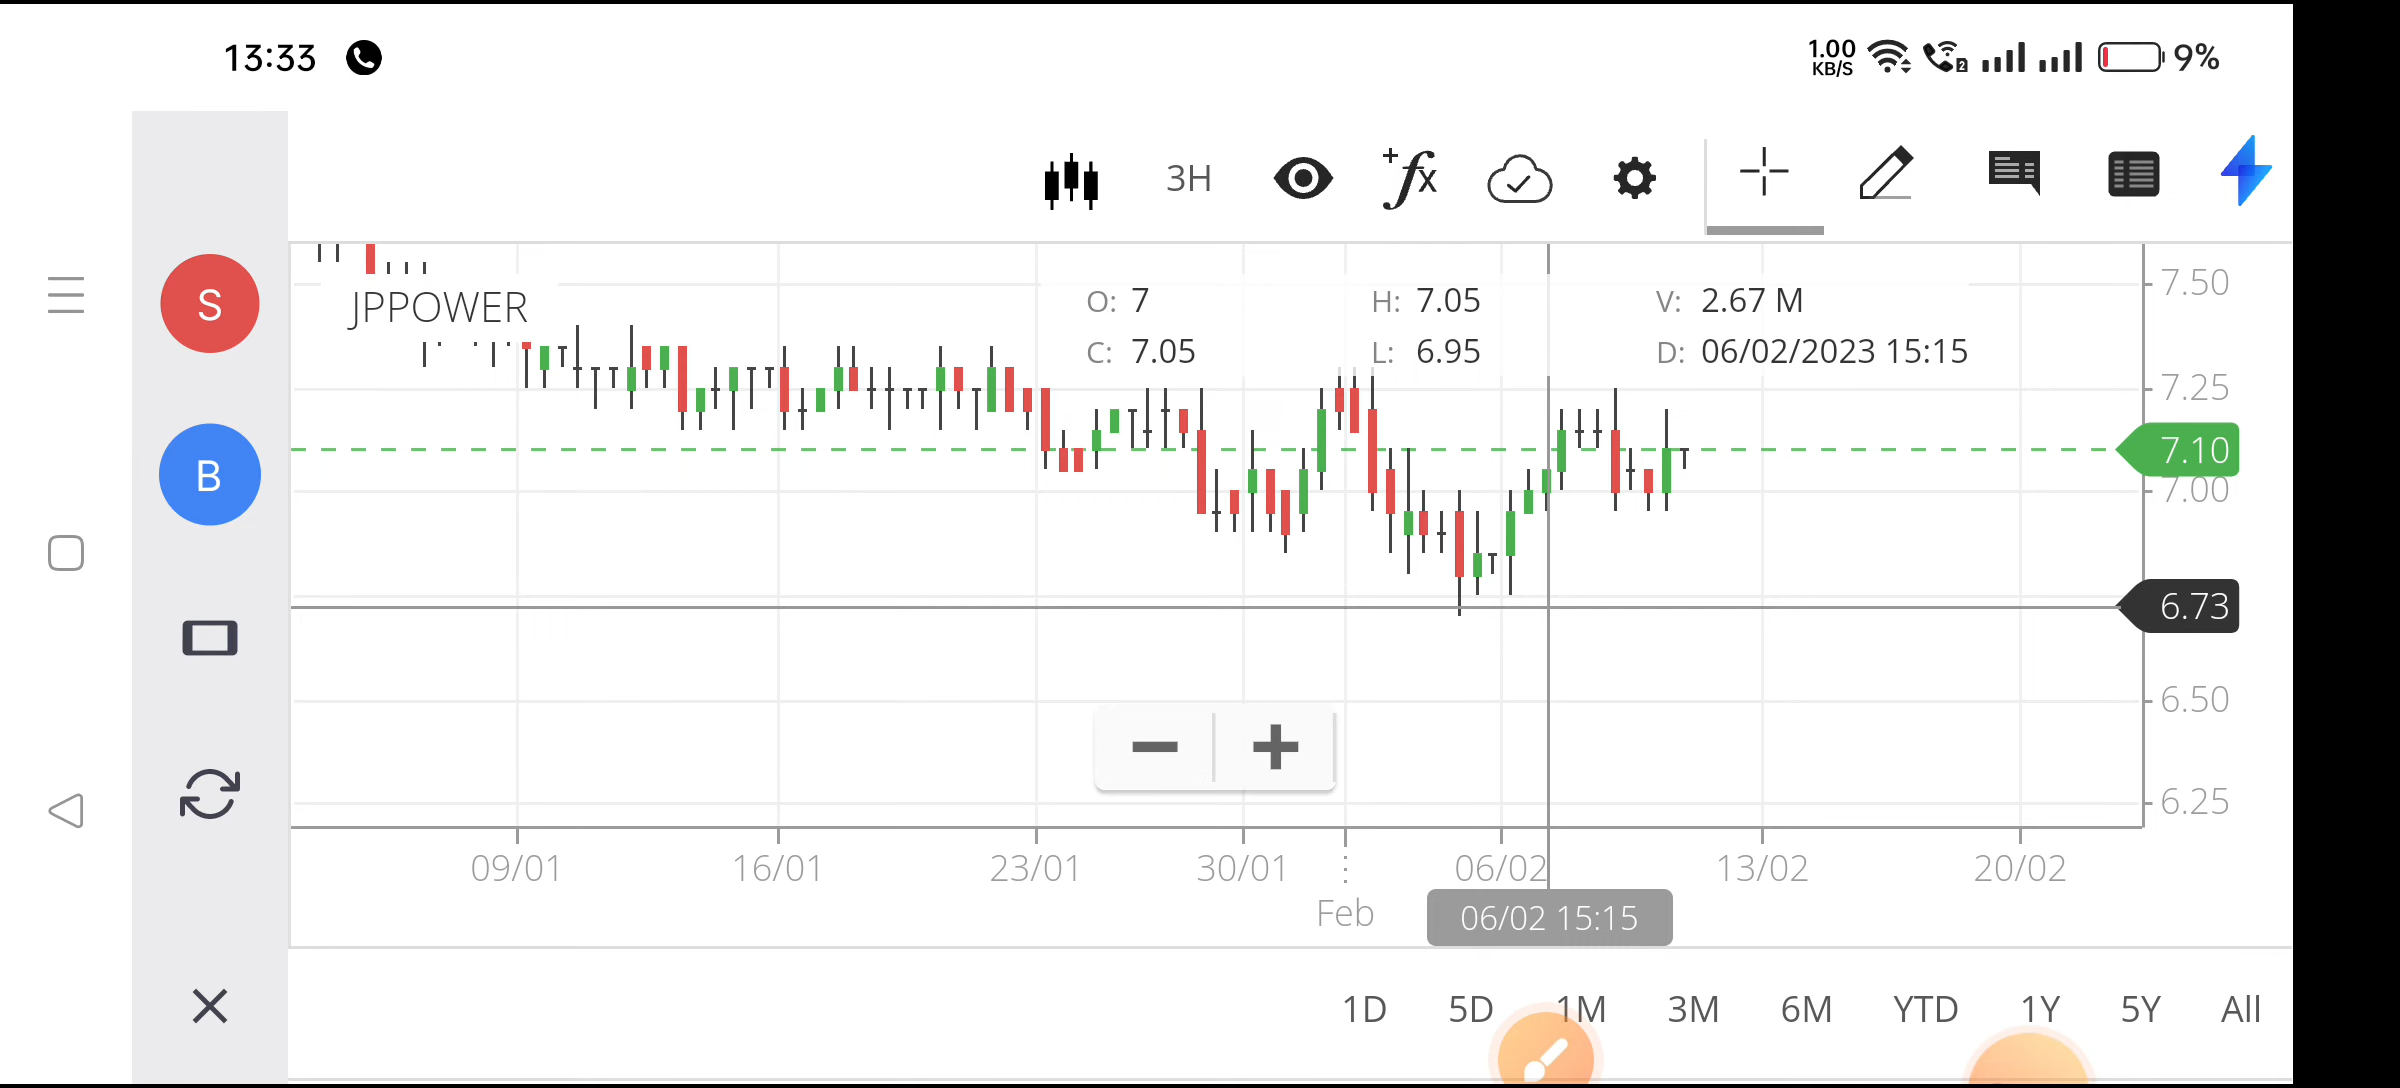 13:33
1.00 KB/S 2 9%
3H
+fx
S
JPPOWER
O: 7 H: 7.05 V: 2.67 M
C: 7.05 L: 6.95 D: 06/02/2023 15:15
B
7.50
7.25
7.10
7.00
6.73
6.50
6.25
09/01 16/01 23/01 30/01 06/02 13/02 20/02
Feb
06/02 15:15
1D 5D 1M 3M 6M YTD 1Y 5Y All